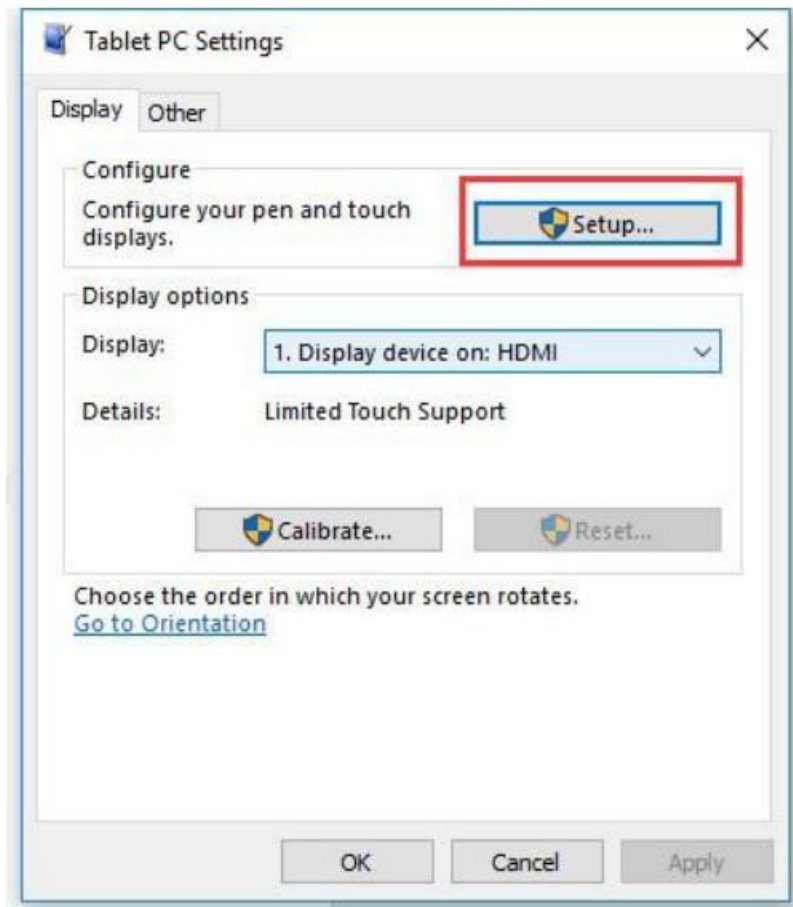 Tablet PC Settings
Display
Other
Configure
Configure your pen and touch
displays.
Setup...
Display options
Display:
1. Display device on: HDMI
Details:
Limited Touch Support
Calibrate...
Reset...
Choose the order in which your screen rotates.
Go to Orientation
OK
Cancel
Apply